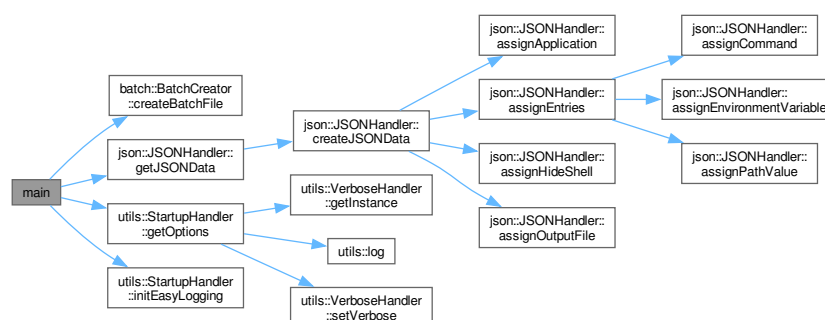 main
batch::BatchCreator
::createBatchFile
json::JSONHandler::
getJSONData
utils::StartupHandler
::getOptions
utils::StartupHandler
::initEasyLogging
json::JSONHandler::
createJSONData
utils::VerboseHandler
::getInstance
utils::log
utils::VerboseHandler
::setVerbose
json::JSONHandler::
assignApplication
json::JSONHandler::
assignEntries
json::JSONHandler::
assignHideShell
json::JSONHandler::
assignOutputFile
json::JSONHandler::
assignCommand
json::JSONHandler::
assignEnvironmentVariable
json::JSONHandler::
assignPathValue